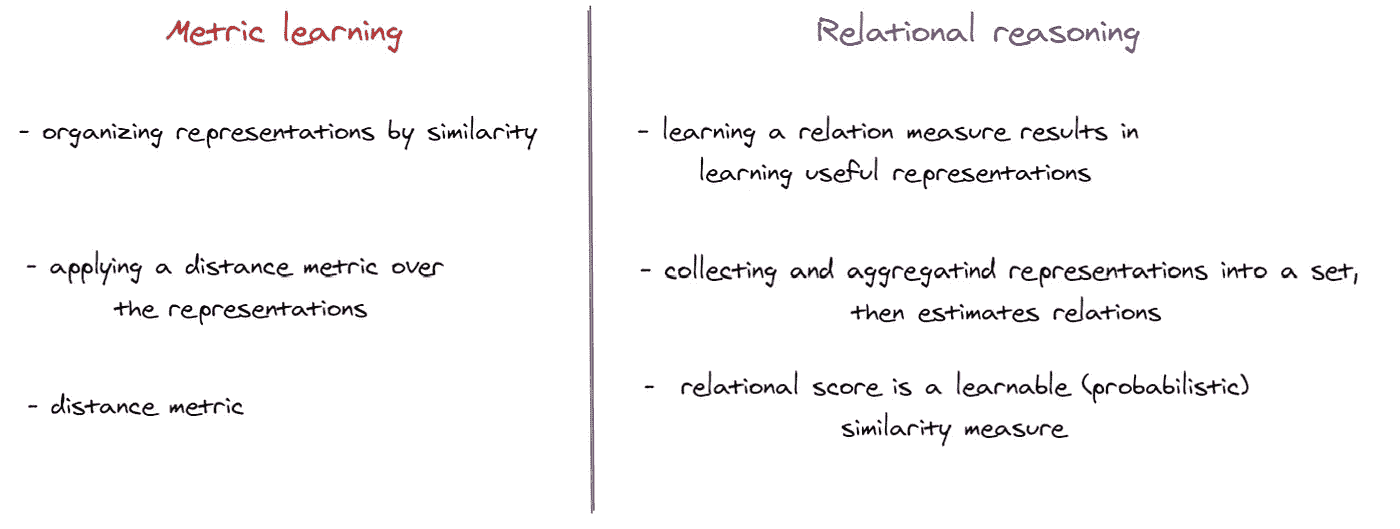 Metric learning
- organizing representations by similarity
- applying a distance metric over
the representations
- distance metric
Relational reasoning
- learning a relation measure results in
learning useful representations
- collecting and aggregatind representations into a set,
then estimates relations
- relational score is a learnable (probabilistic)
similarity measure